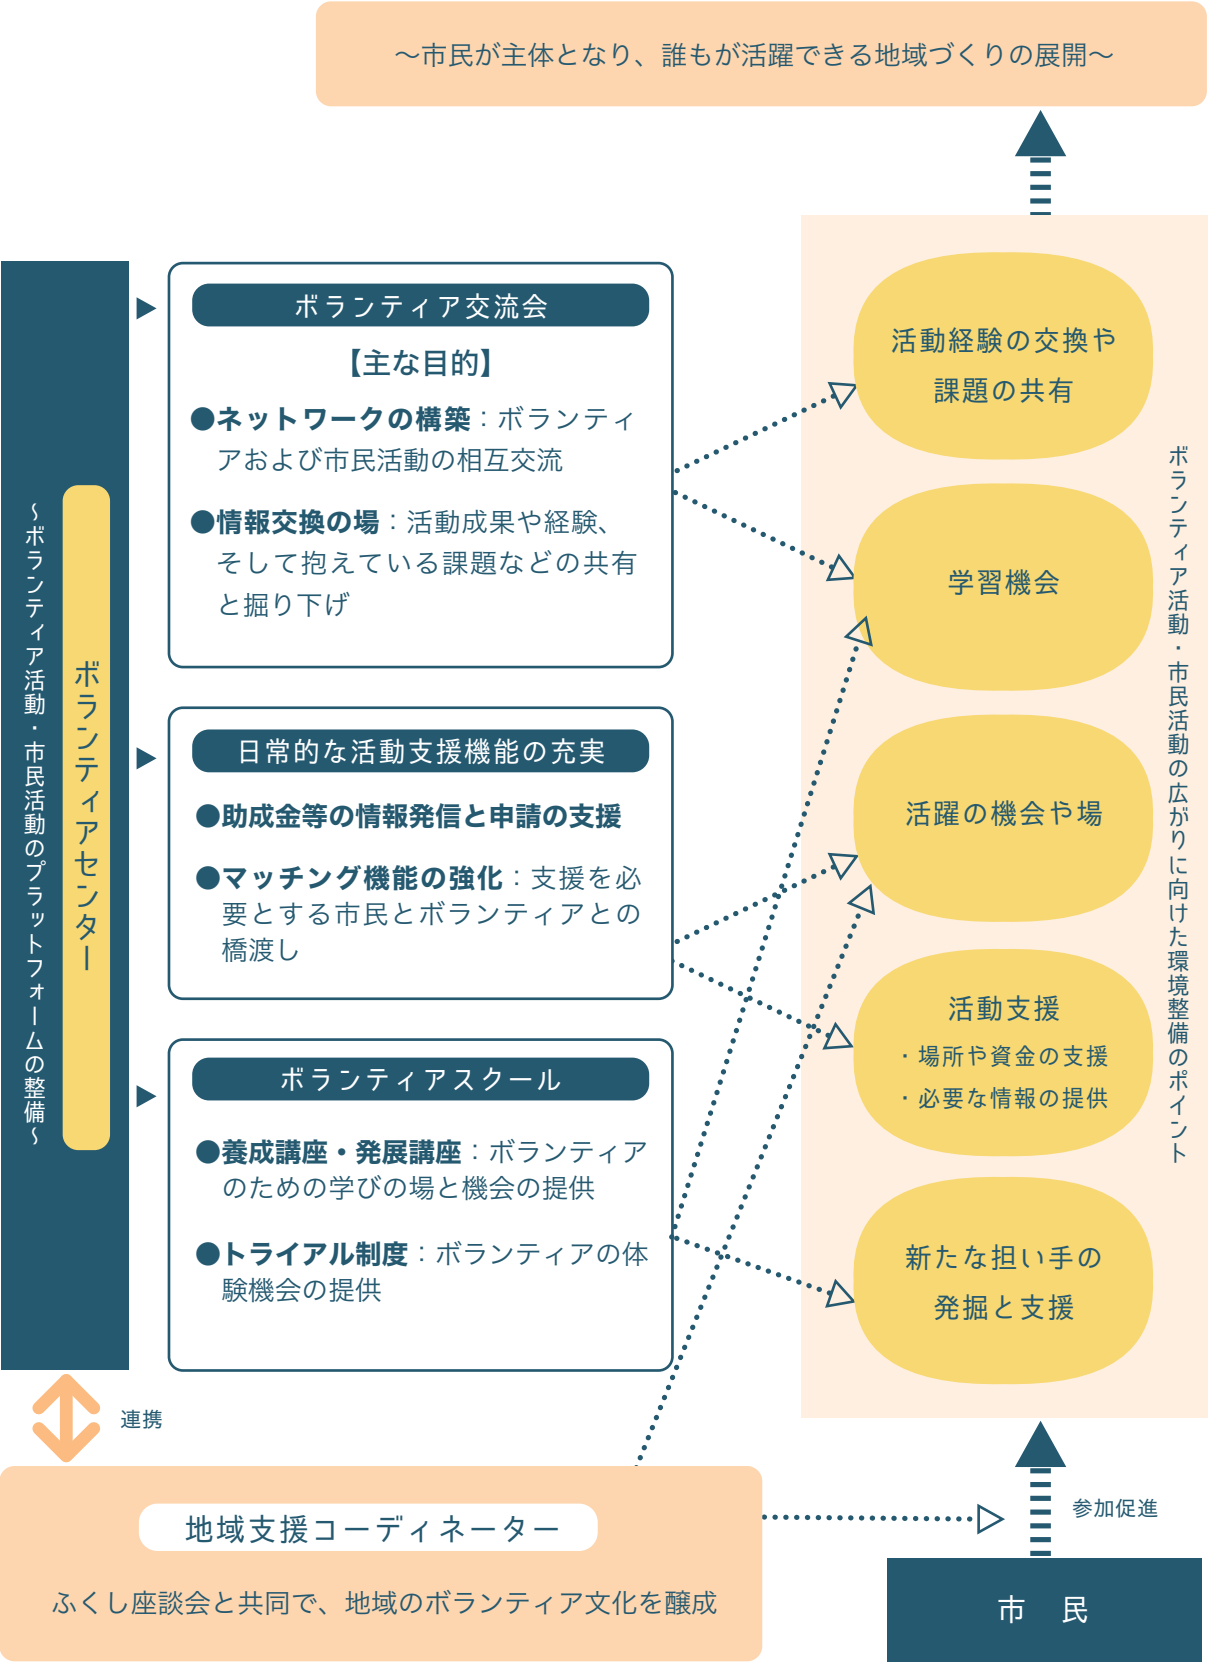 ～市民が主体となり、誰もが活躍できる地域づくりの展開～
～ボランティア活動・市民活動のプラットフォームの整備～
ボランティアセンター
ボランティア交流会
【主な目的】
●ネットワークの構築：ボランティ
アおよび市民活動の相互交流
●情報交換の場：活動成果や経験、
そして抱えている課題などの共有
と掘り下げ
日常的な活動支援機能の充実
●助成金等の情報発信と申請の支援
●マッチング機能の強化：支援を必
要とする市民とボランティアとの
橋渡し
ボランティアスクール
●養成講座・発展講座：ボランティア
のための学びの場と機会の提供
●トライアル制度：ボランティアの体
験機会の提供
活動経験の交換や
課題の共有
学習機会
活躍の機会や場
活動支援
・場所や資金の支援
・必要な情報の提供
新たな担い手の
発掘と支援
ボランティア活動・市民活動の広がりに向けた環境整備のポイント
連携
地域支援コーディネーター
ふくし座談会と共同で、地域のボランティア文化を醸成
参加促進
市　民